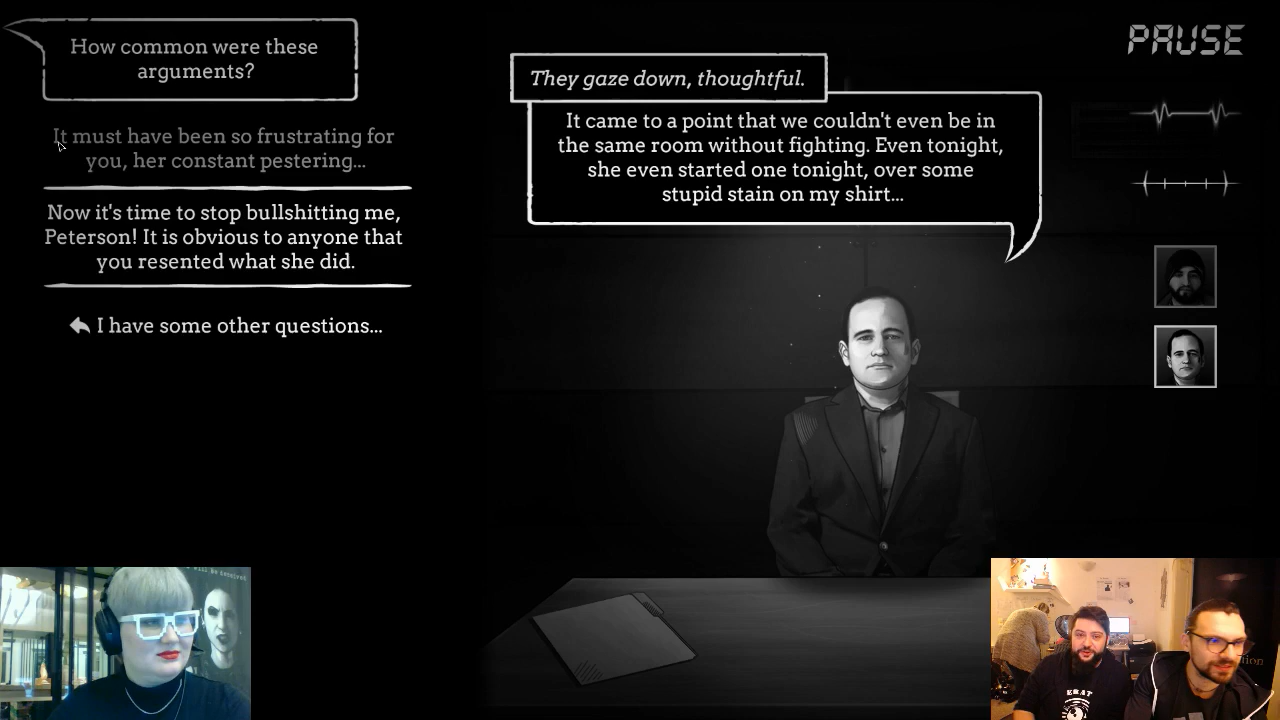 How common were these
arguments?
It must have been so frustrating for
you, her constant pestering...
Now it's time to stop bullshitting me,
Peterson! It is obvious to anyone that
you resented what she did.
I have some other questions...
They gaze down, thoughtful.
It came to a point that we couldn't even be in
the same room without fighting. Even tonight,
she even started one tonight, over some
stupid stain on my shirt...
PAUSE